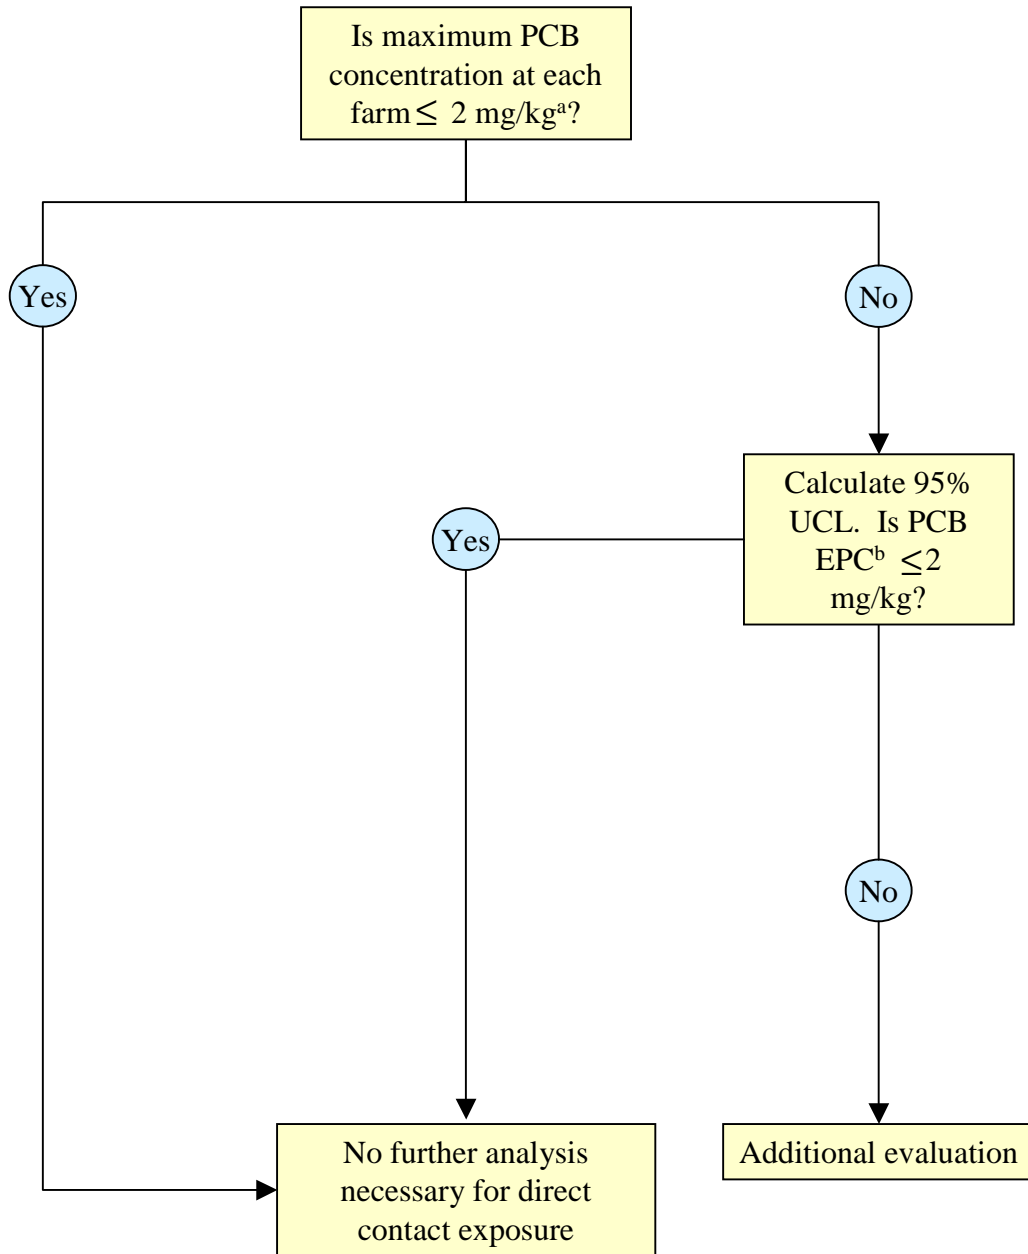 Is maximum PCB
concentration at each
farm ≤ 2 mg/kgᵃ?
Yes
No
Calculate 95%
UCL. Is PCB
EPCᵇ ≤2
mg/kg?
Yes
No
No further analysis
necessary for direct
contact exposure
Additional evaluation